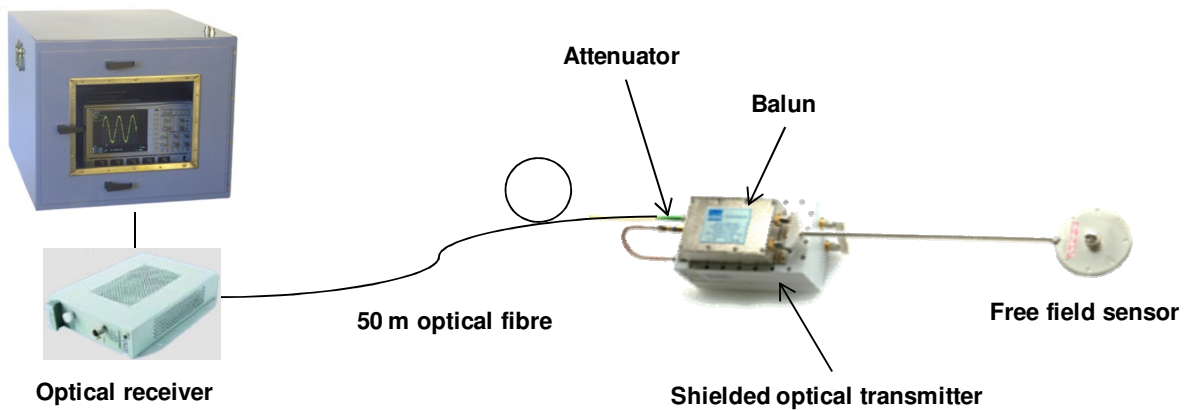 Attenuator
Balun
50 m optical fibre
Free field sensor
Optical receiver
Shielded optical transmitter